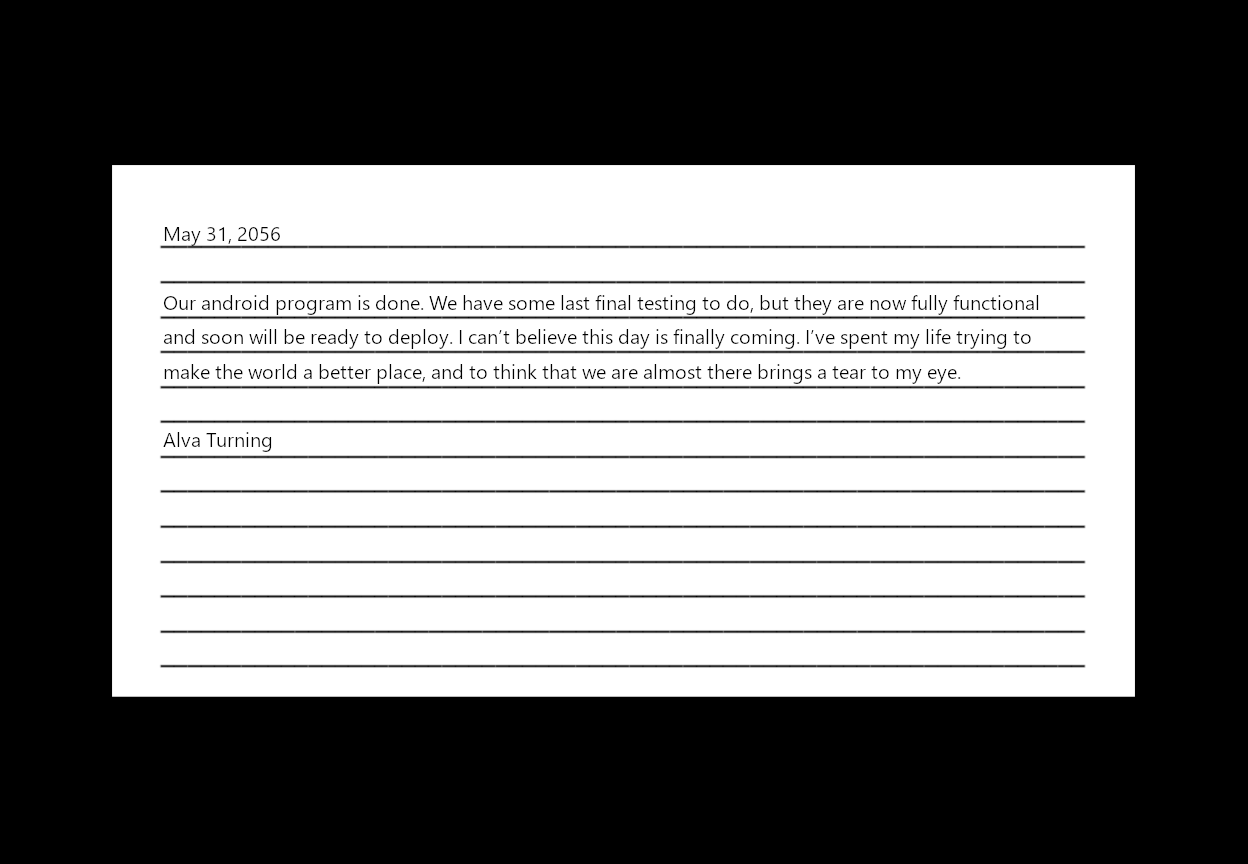 May 31, 2056
Our android program is done. We have some last final testing to do, but they are now fully functional
and soon will be ready to deploy. I can’t believe this day is finally coming. I’ve spent my life trying to
make the world a better place, and to think that we are almost there brings a tear to my eye.
Alva Turning